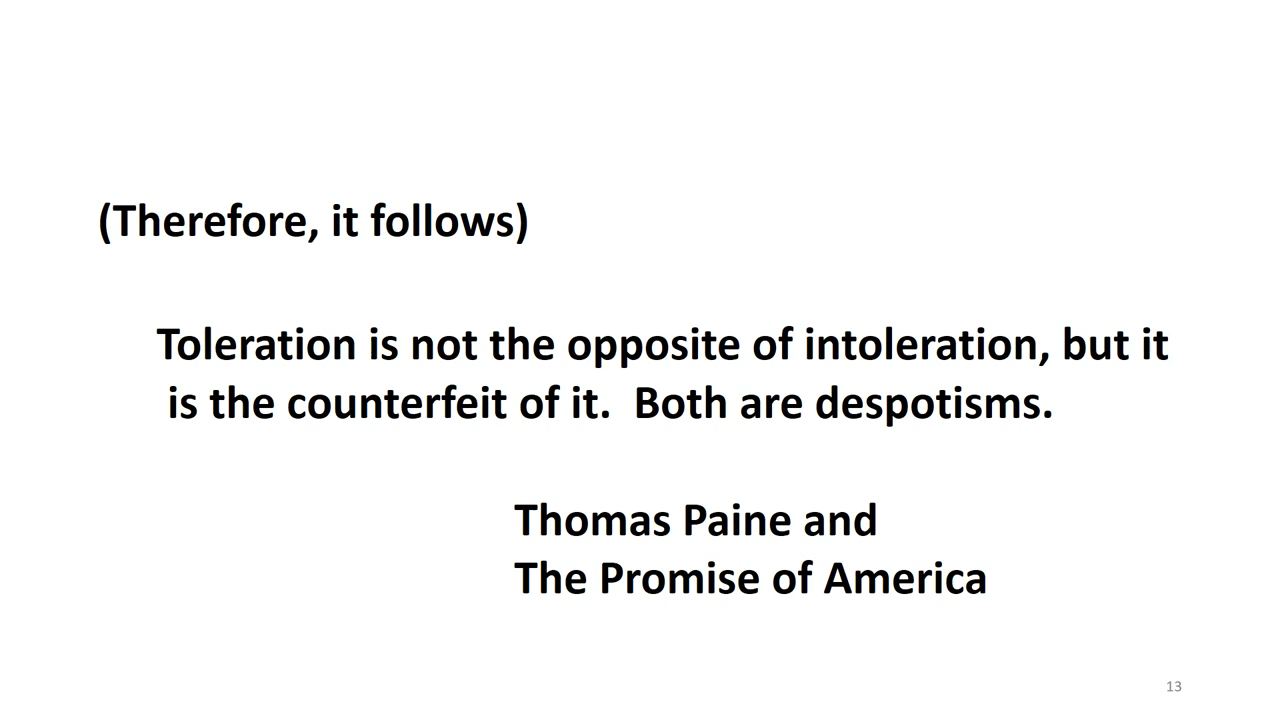 (Therefore, it follows)
Toleration is not the opposite of intoleration, but it
is the counterfeit of it.  Both are despotisms.
Thomas Paine and
The Promise of America
13